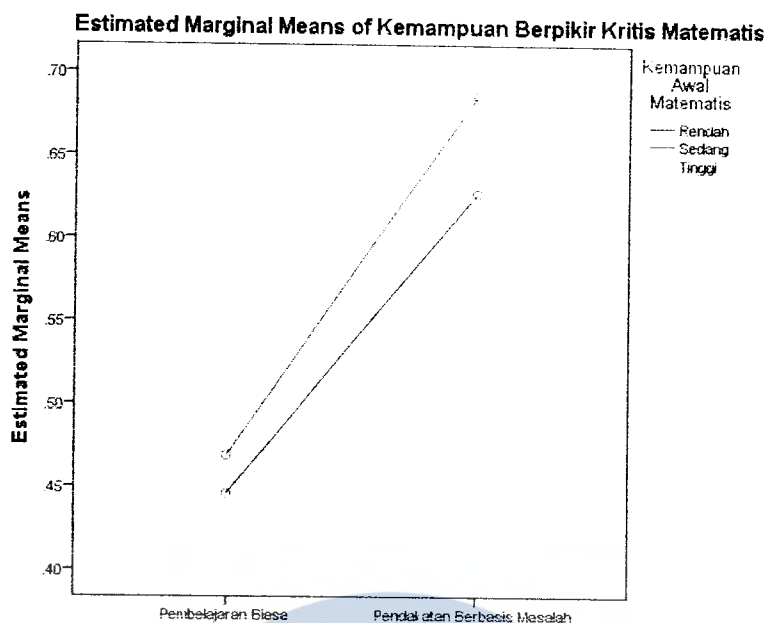 Estimated Marginal Means of Kemampuan Berpikir Kritis Matematis
Kemampuan
Awal
Matematis
Rendah
Sedang
Tinggi
Estimated Marginal Means
.70
.65
.60
.55
.50
.45
.40
Pembelajaran Biasa
Pendekatan Berbasis Masalah